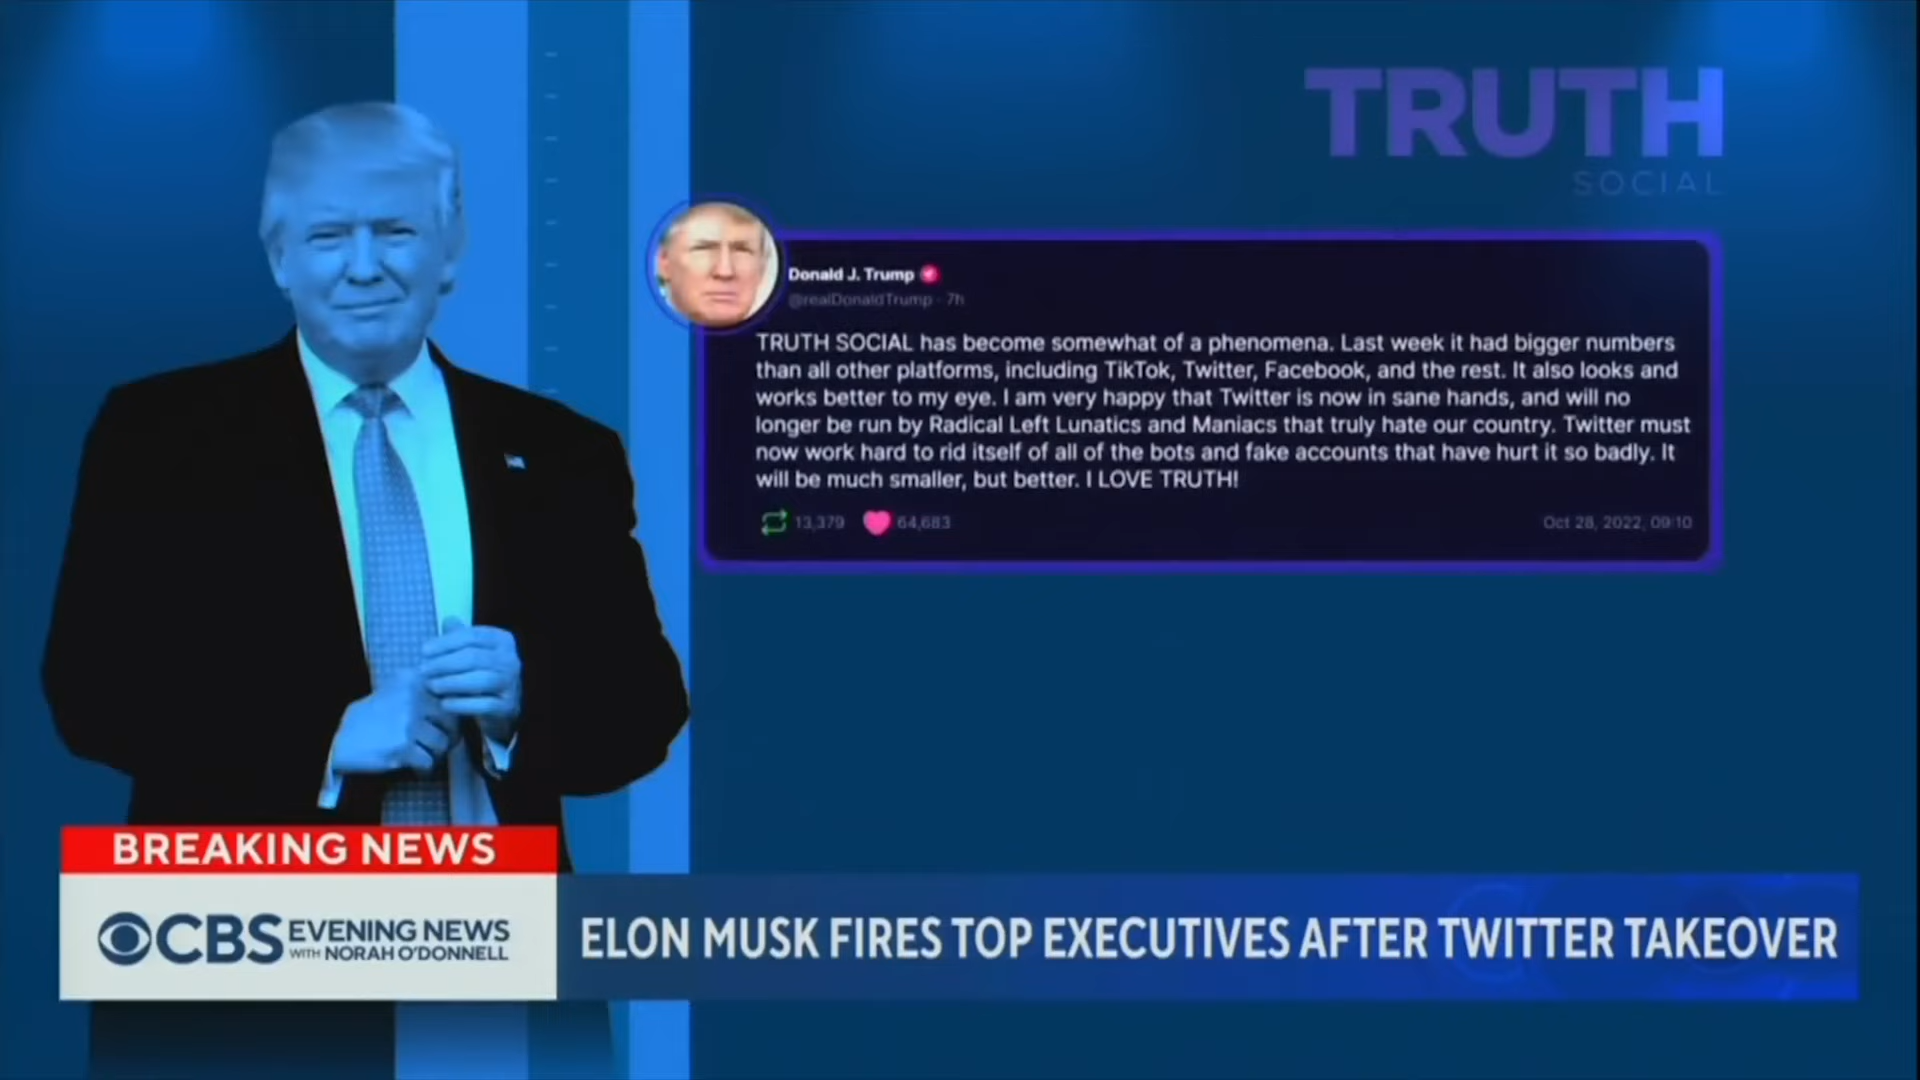 TRUTH
SOCIAL
Donald J. Trump
@realDonaldTrump · 7h
TRUTH SOCIAL has become somewhat of a phenomena. Last week it had bigger numbers
than all other platforms, including TikTok, Twitter, Facebook, and the rest. It also looks and
works better to my eye. I am very happy that Twitter is now in sane hands, and will no
longer be run by Radical Left Lunatics and Maniacs that truly hate our country. Twitter must
now work hard to rid itself of all of the bots and fake accounts that have hurt it so badly. It
will be much smaller, but better. I LOVE TRUTH!
13,379 64,683 Oct 28, 2022, 09:10
BREAKING NEWS
CBS EVENING NEWS
WITH NORAH O'DONNELL
ELON MUSK FIRES TOP EXECUTIVES AFTER TWITTER TAKEOVER